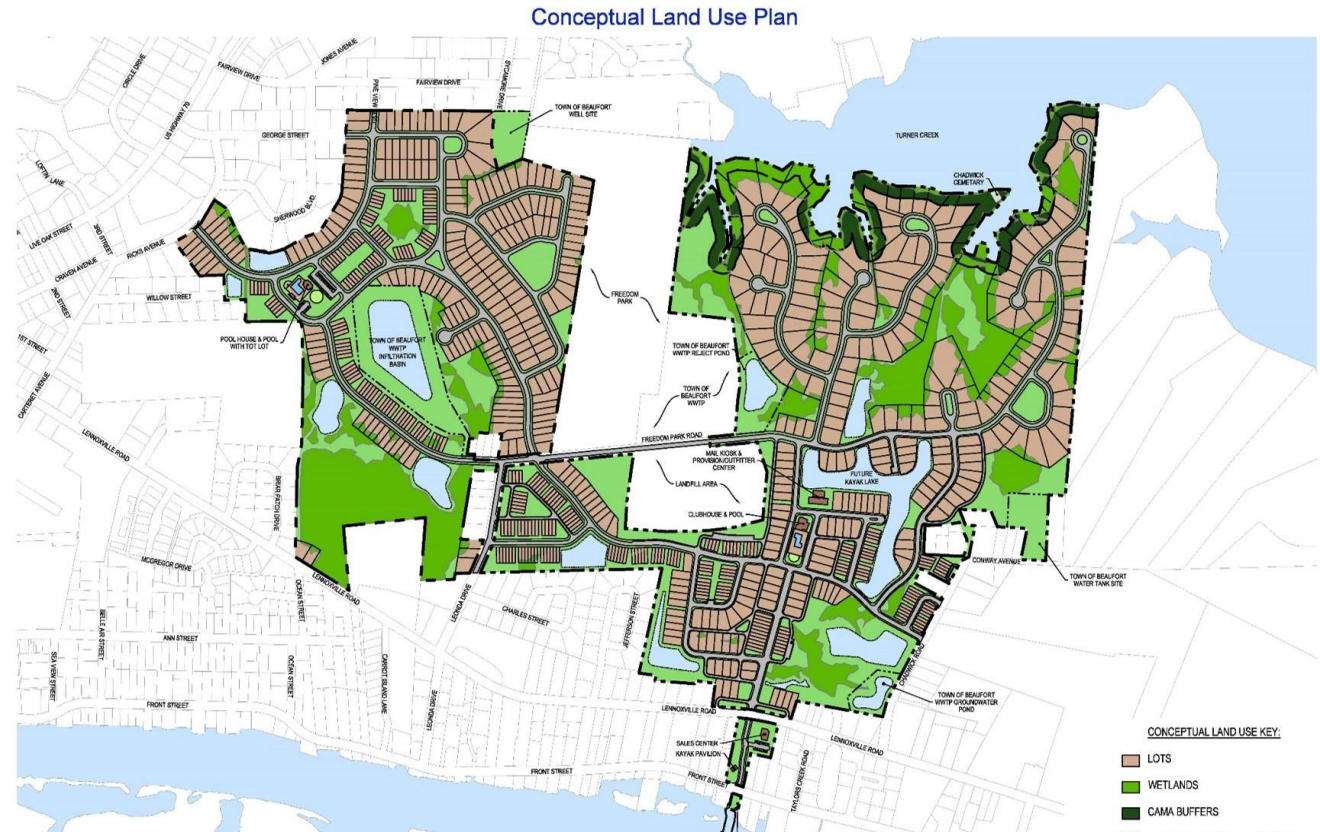 Conceptual Land Use Plan
CIRCLE DRIVE
JONES AVENUE
FAIRVIEW DRIVE
US HIGHWAY 70
PINE VIEW ST.
FAIRVIEW DRIVE
SYCAMORE DRIVE
TOWN OF BEAUFORT
WELL SITE
GEORGE STREET
TURNER CREEK
LOFTIN LANE
CHADWICK
CEMETARY
SHERWOOD BLVD.
LIVE OAK STREET
3RD STREET
RICKS AVENUE
CRAVEN AVENUE
2ND STREET
WILLOW STREET
FREEDOM
PARK
1ST STREET
POOL HOUSE & POOL
WITH TOT LOT
TOWN OF BEAUFORT
WWTP
INFILTHATION
BASIN
TOWN OF BEAUFORT
WWTP REJECT POND
CARTERET AVENUE
TOWN OF
BEAUFORT
WWTP
LENNOXVILLE ROAD
FREEDOM PARK ROAD
MAIL KIOSK &
PROVISION/OUTFITTER
CENTER
FUTURE
KAYAK LAKE
BRIAR PATCH DRIVE
LANDFILL AREA
CLUBHOUSE & POOL
MCGREGOR DRIVE
CONWAY AVENUE
LENNOXVILLE ROAD
OCEAN STREET
LEONDA DRIVE
TOWN OF BEAUFORT
WATER TANK SITE
BELLE AIR STREET
CHARLES STREET
JEFFERSON STREET
ANN STREET
SEA VIEW STREET
OCEAN STREET
CARROT ISLAND LANE
LEONDA DRIVE
CHADWICK ROAD
TOWN OF BEAUFORT
WWTP GROUNDWATER
POND
FRONT STREET
LENNOXVILLE ROAD
LENNOXVILLE ROAD
SALES CENTER
KAYAK PAVILION
TAYLORS CREEK ROAD
FRONT STREET
FRONT STREET
CONCEPTUAL LAND USE KEY:
LOTS
WETLANDS
CAMA BUFFERS